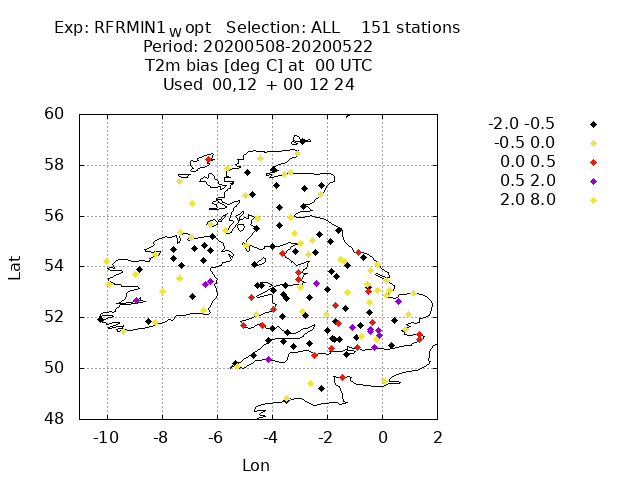 Exp: RFRMIN1 W opt Selection: ALL 151 stations
Period: 20200508-20200522
T2m bias [deg C] at 00 UTC
Used 00,12 + 00 12 24
-2.0 -0.5
-0.5 0.0
0.0 0.5
0.5 2.0
2.0 8.0
60
58
56
54
52
50
48
Lat
-10 -8 -6 -4 -2 0 2
Lon